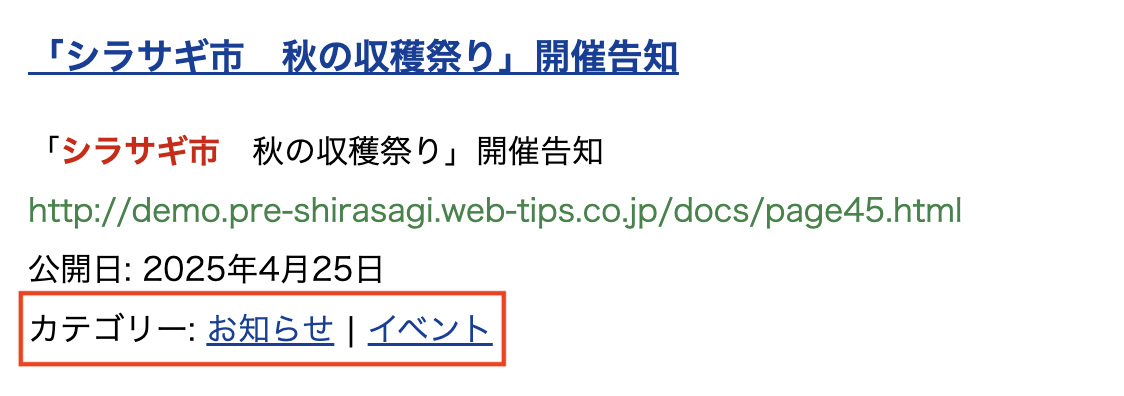 「シラサギ市　秋の収穫祭り」開催告知
「シラサギ市　秋の収穫祭り」開催告知
http://demo.pre-shirasagi.web-tips.co.jp/docs/page45.html
公開日: 2025年4月25日
カテゴリー: お知らせ | イベント